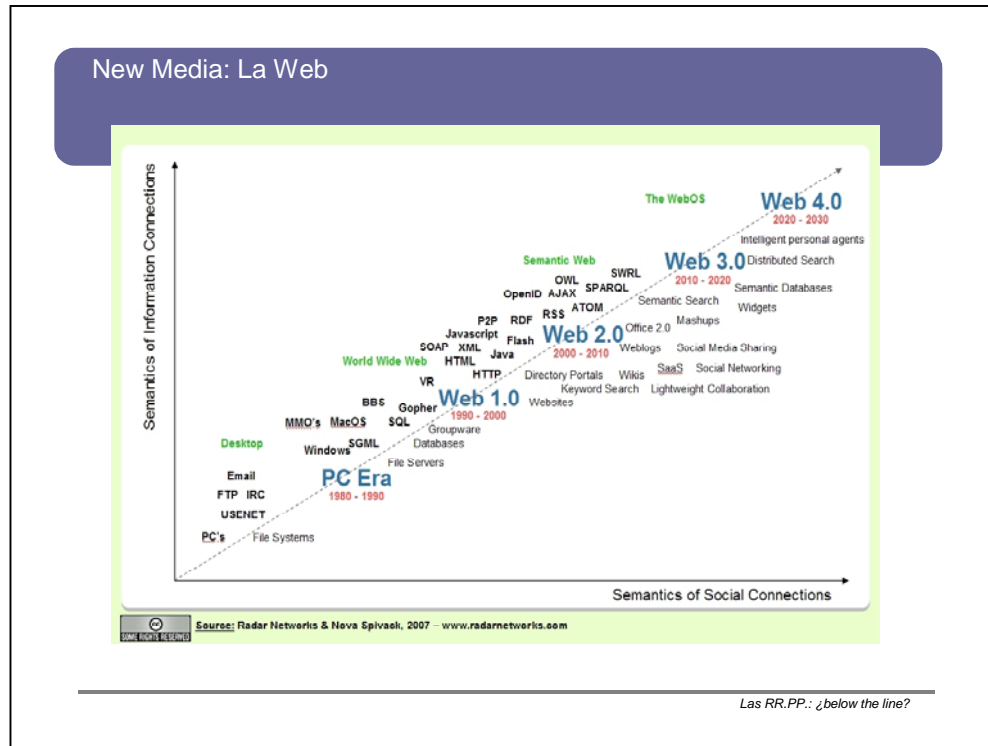 New Media: La Web
Semantics of Information Connections
The WebOS
Web 4.0
2020 - 2030
Intelligent personal agents
Semantic Web
Web 3.0
Distributed Search
2010 - 2020
SWRL
OWL
Semantic Databases
OpenID AJAX SPARQL
Semantic Search
Widgets
ATOM
RSS
P2P RDF
Mashups
Office 2.0
Javascript
Flash
Web 2.0
SOAP XML
Java
2000 - 2010
Weblogs Social Media Sharing
World Wide Web
HTML
HTTP
Directory Portals Wikis SaaS Social Networking
VR
Keyword Search Lightweight Collaboration
Web 1.0
Websites
BBS
Gopher
1990 - 2000
MMO's MacOS SQL
Groupware
Desktop
SGML
Databases
Windows
File Servers
Email
PC Era
FTP IRC
1980 - 1990
USENET
PC's File Systems
Semantics of Social Connections
cc
SOME RIGHTS RESERVED
Source: Radar Networks & Nova Spivack, 2007 – www.radarnetworks.com
Las RR.PP.: ¿below the line?